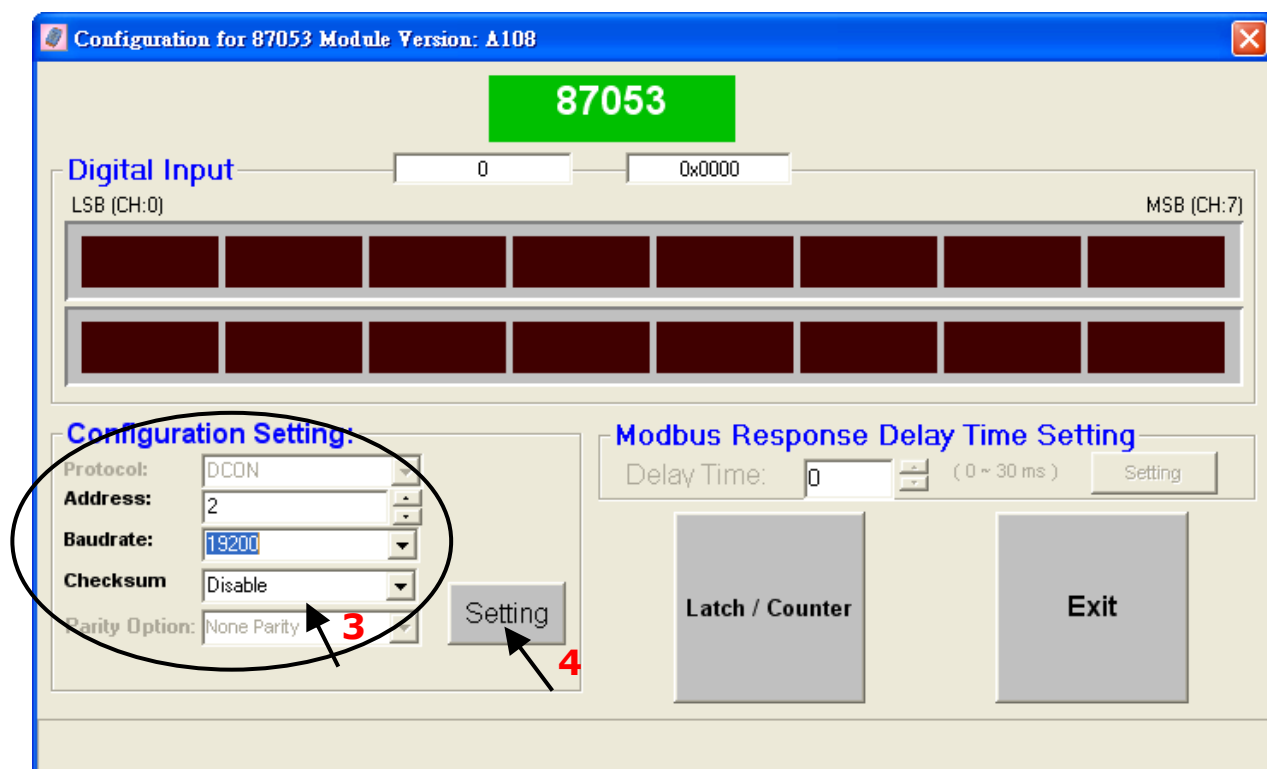 Configuration for 87053 Module Version: A108
87053
Digital Input 0 0x0000
LSB (CH:0) MSB (CH:7)
Configuration Setting:
Protocol: DCON
Address: 2
Baudrate: 19200
Checksum Disable
Parity Option: None Parity
3
Setting
4
Modbus Response Delay Time Setting
Delay Time: 0 ( 0 ~ 30 ms ) Setting
Latch / Counter
Exit